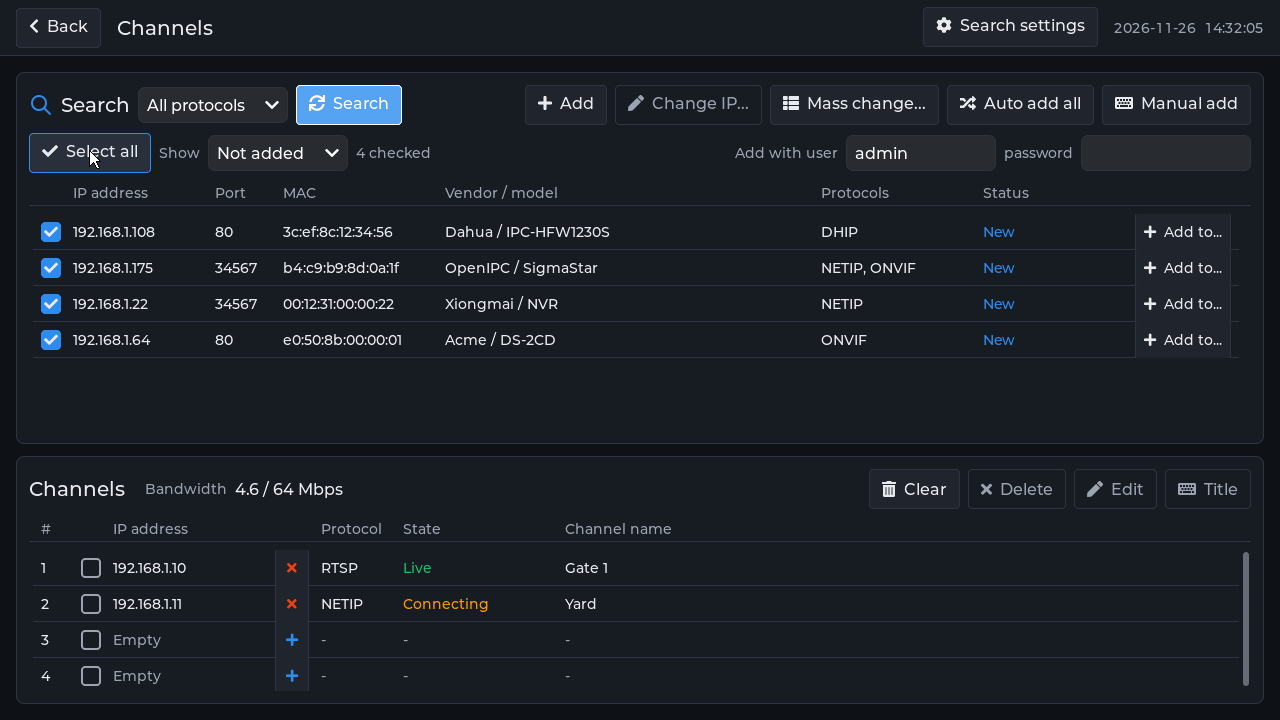 Back Channels Search settings 2026-11-26 14:32:05
Search All protocols Search Add Change IP... Mass change... Auto add all Manual add
Select all Show Not added 4 checked Add with user admin password
IP address Port MAC Vendor / model Protocols Status
192.168.1.108 80 3c:ef:8c:12:34:56 Dahua / IPC-HFW1230S DHIP New Add to...
192.168.1.175 34567 b4:c9:b9:8d:0a:1f OpenIPC / SigmaStar NETIP, ONVIF New Add to...
192.168.1.22 34567 00:12:31:00:00:22 Xiongmai / NVR NETIP New Add to...
192.168.1.64 80 e0:50:8b:00:00:01 Acme / DS-2CD ONVIF New Add to...
Channels Bandwidth 4.6 / 64 Mbps Clear Delete Edit Title
# IP address Protocol State Channel name
1 192.168.1.10 RTSP Live Gate 1
2 192.168.1.11 NETIP Connecting Yard
3 Empty - - -
4 Empty - - -